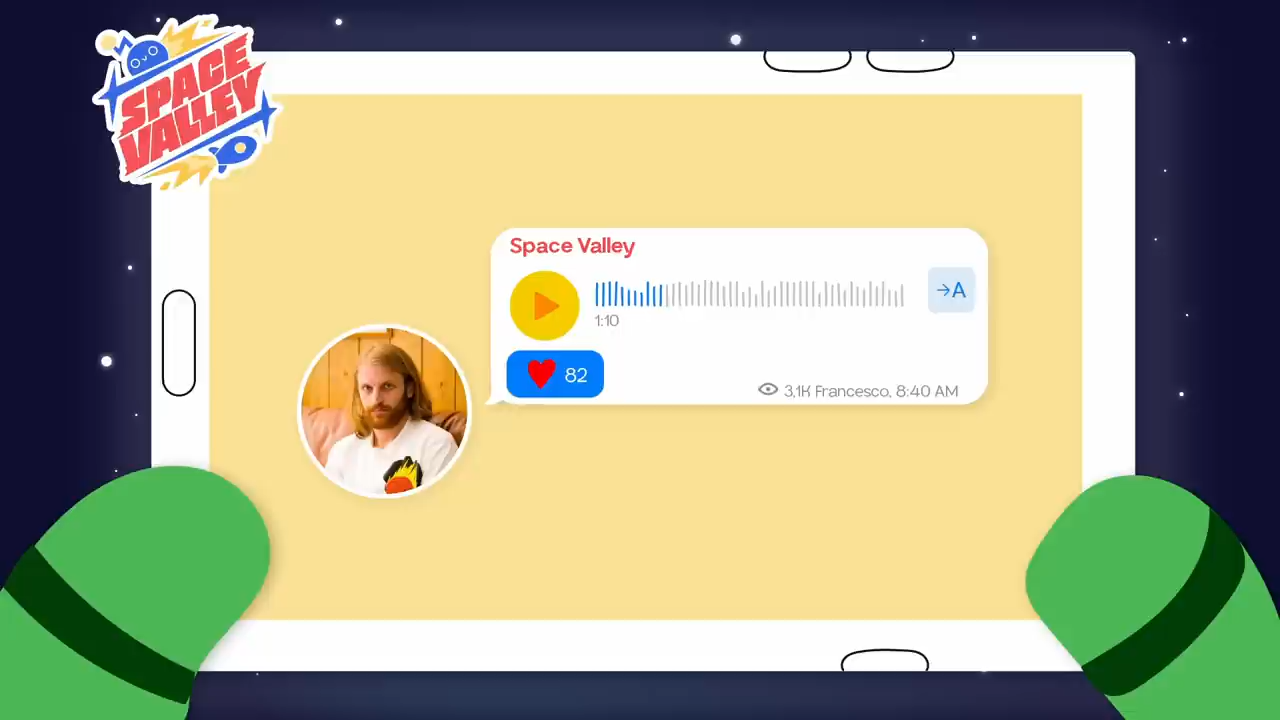 SPACE
VALLEY
Space Valley
→A
1:10
82
3,1K Francesco, 8:40 AM